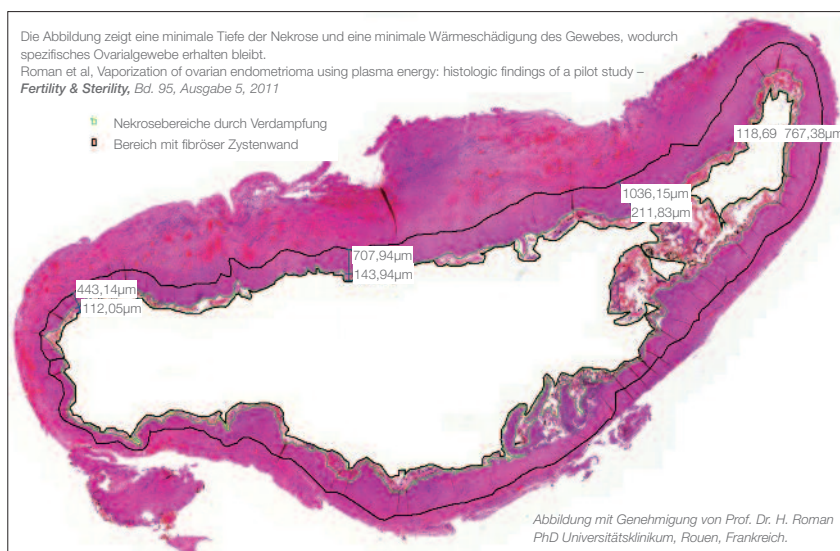 Die Abbildung zeigt eine minimale Tiefe der Nekrose und eine minimale Wärmeschädigung des Gewebes, wodurch
spezifisches Ovarialgewebe erhalten bleibt.
Roman et al, Vaporization of ovarian endometrioma using plasma energy: histologic findings of a pilot study –
Fertility & Sterility, Bd. 95, Ausgabe 5, 2011
Nekrosebereiche durch Verdampfung
Bereich mit fibröser Zystenwand
118,69 767,38µm
1036,15µm
211,83µm
707,94µm
143,94µm
443,14µm
112,05µm
Abbildung mit Genehmigung von Prof. Dr. H. Roman
PhD Universitätsklinikum, Rouen, Frankreich.